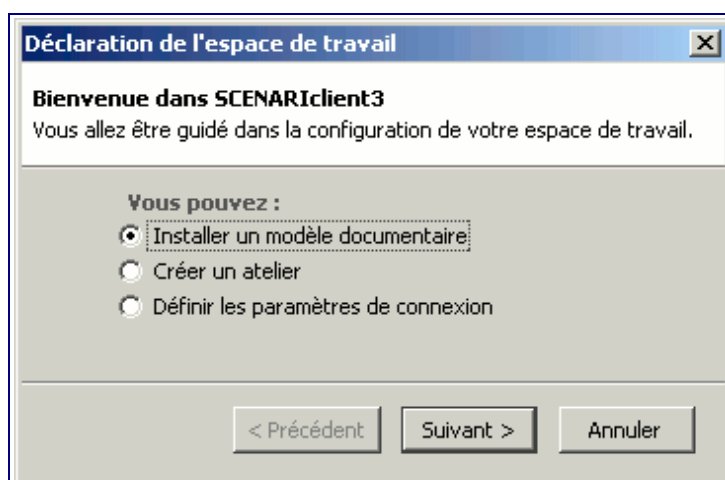 Déclaration de l'espace de travail
Bienvenue dans SCENARIclient3
Vous allez être guidé dans la configuration de votre espace de travail.
Vous pouvez :
Installer un modèle documentaire
Créer un atelier
Définir les paramètres de connexion
< Précédent Suivant > Annuler